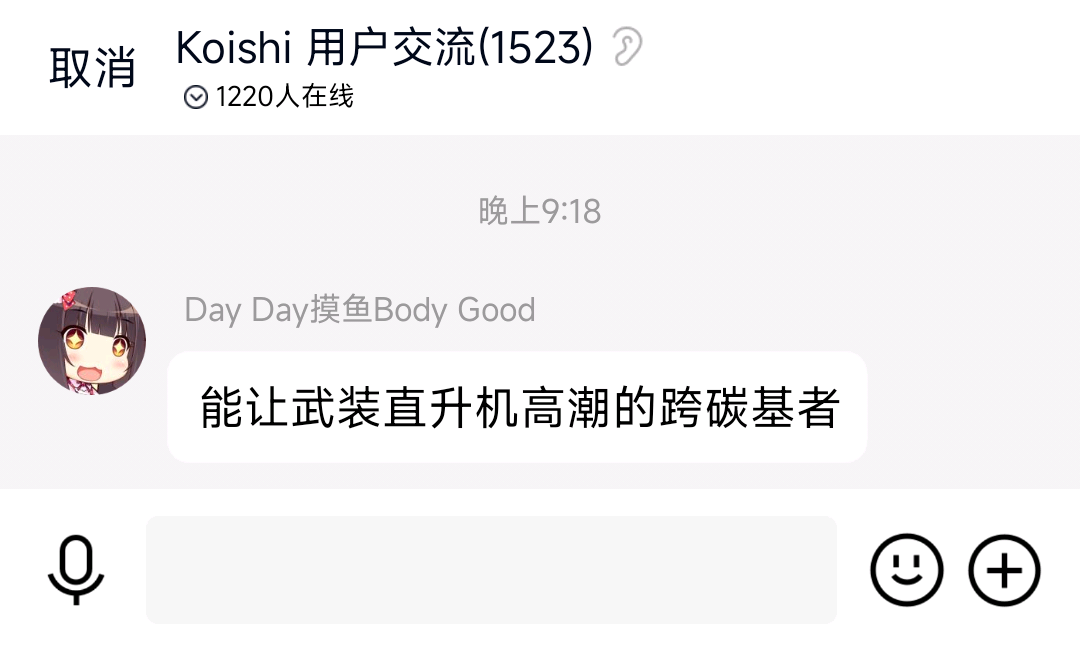 取消
Koishi 用户交流(1523)
1220人在线
晚上9:18
Day Day摸鱼Body Good
能让武装直升机高潮的跨碳基者